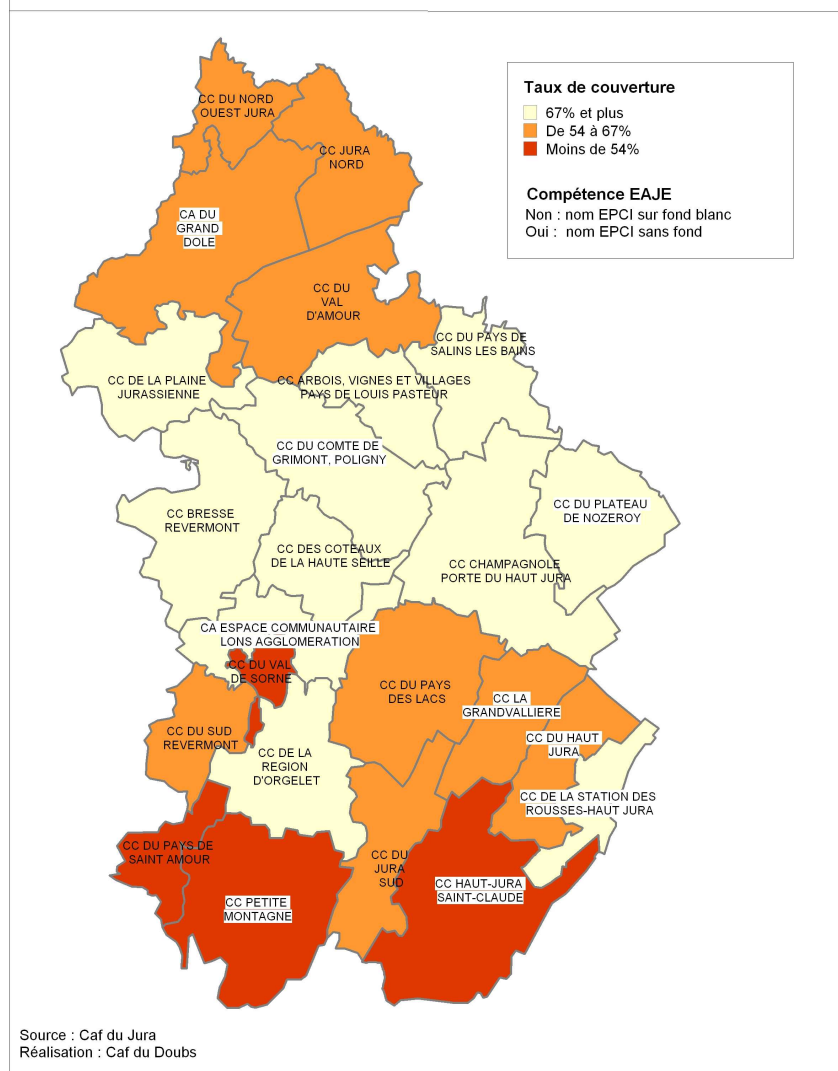 Taux de couverture
67% et plus
De 54 à 67%
Moins de 54%
Compétence EAJE
Non : nom EPCI sur fond blanc
Oui : nom EPCI sans fond
CC DU NORD
OUEST JURA
CC JURA
NORD
CA DU
GRAND
DOLE
CC DU
VAL
D'AMOUR
CC DU PAYS DE
SALINS LES BAINS
CC DE LA PLAINE
JURASSIENNE
CC ARBOIS, VIGNES ET VILLAGES
PAYS DE LOUIS PASTEUR
CC DU COMTE DE
GRIMONT, POLIGNY
CC DU PLATEAU
DE NOZEROY
CC BRESSE
REVERMONT
CC DES COTEAUX
DE LA HAUTE SEILLE
CC CHAMPAGNOLE
PORTE DU HAUT JURA
CA ESPACE COMMUNAUTAIRE
LONS AGGLOMERATION
CC DU VAL
DE SORNE
CC DU PAYS
DES LACS
CC LA
GRANDVALLIERE
CC DU SUD
REVERMONT
CC DU HAUT
JURA
CC DE LA
REGION
D'ORGELET
CC DE LA STATION DES
ROUSSES-HAUT JURA
CC DU PAYS DE
SAINT AMOUR
CC DU
JURA
SUD
CC HAUT-JURA
SAINT-CLAUDE
CC PETITE
MONTAGNE
Source : Caf du Jura
Réalisation : Caf du Doubs